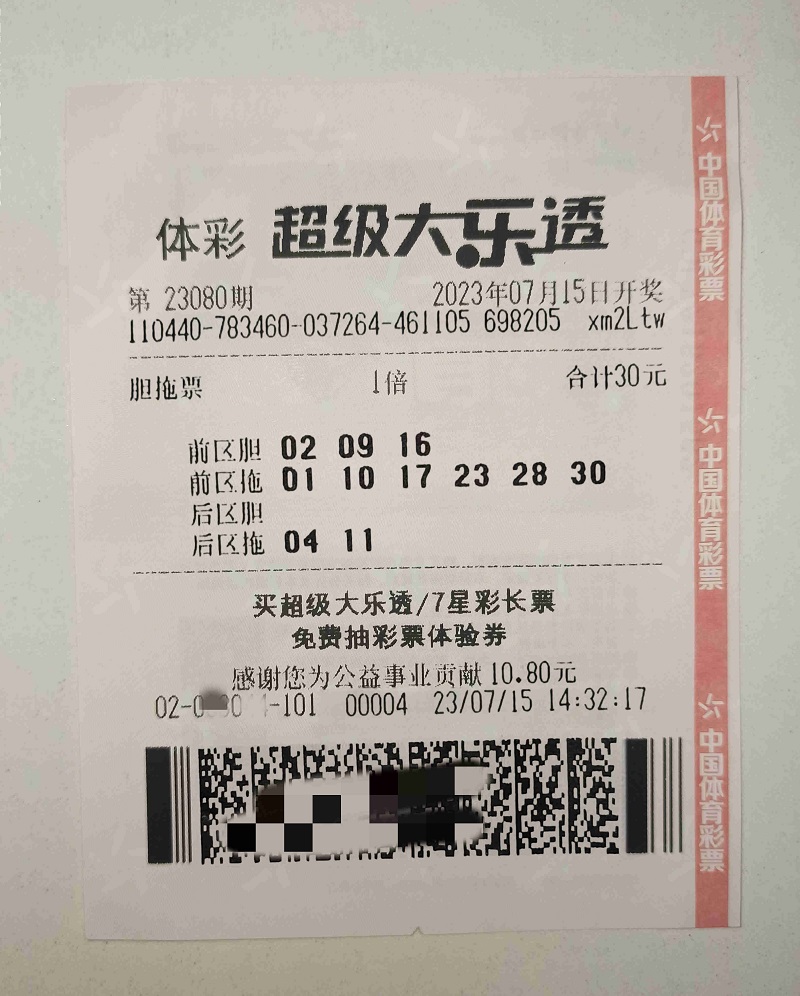 体彩 超级大乐透
第 23080期 2023年07月15日开奖
110440-783460-037264-461105 698205 xm2Ltw
胆拖票 1倍 合计30元
前区胆 02 09 16
前区拖 01 10 17 23 28 30
后区胆
后区拖 04 11
买超级大乐透/7星彩长票
免费抽彩票体验券
感谢您为公益事业贡献10.80元
-101 00004 23/07/15 14:32:17
中国体育彩票
中国体育彩票
中国体育彩票